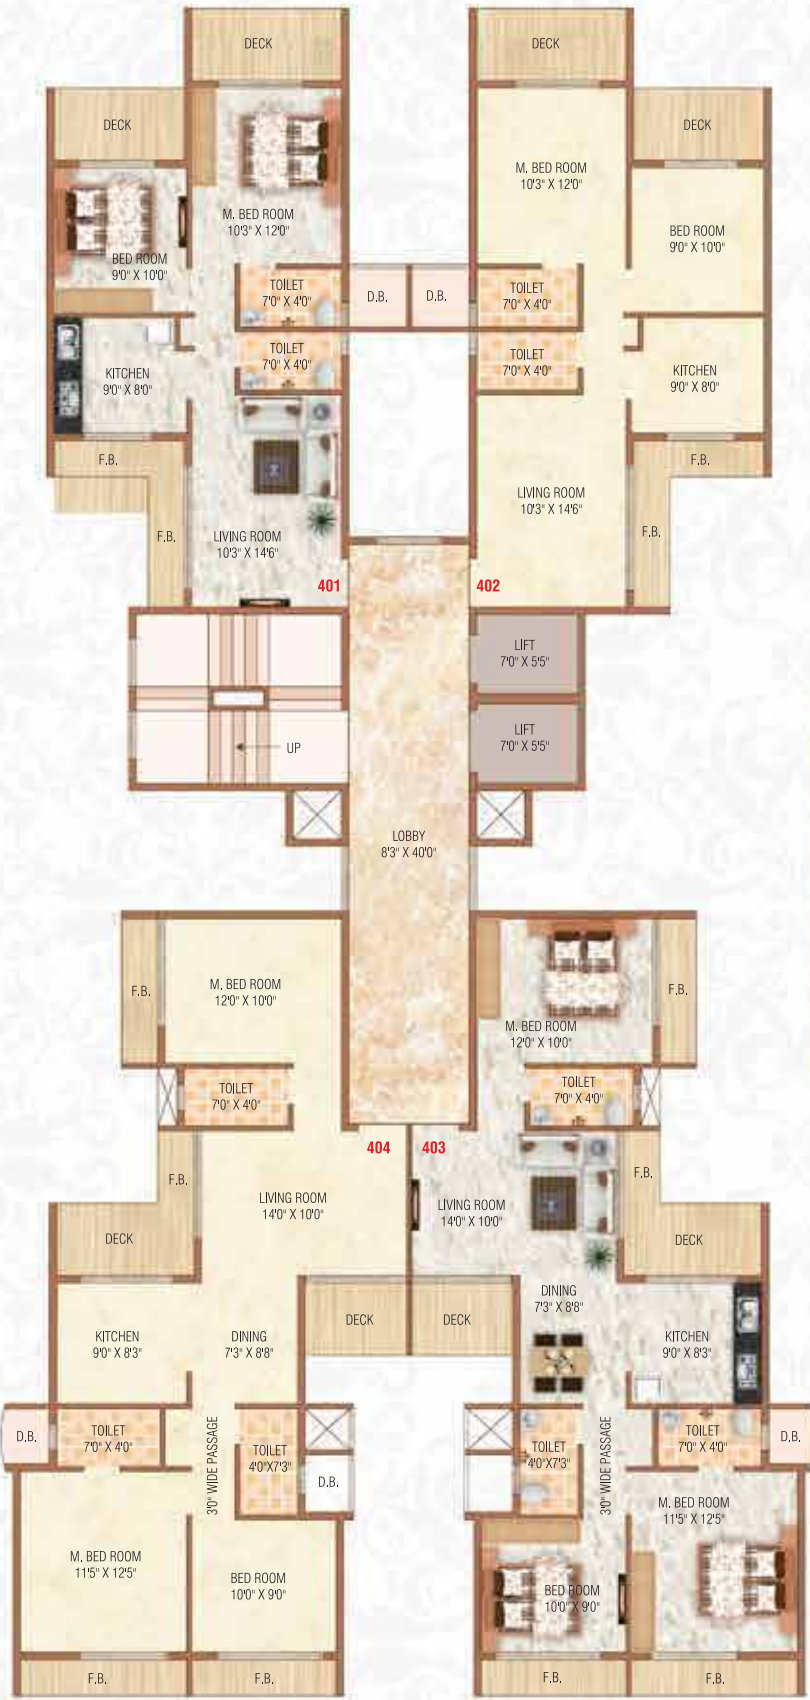 DECK
DECK
DECK
DECK
M. BED ROOM
10'3" X 12'0"
M. BED ROOM
10'3" X 12'0"
BED ROOM
9'0" X 10'0"
BED ROOM
9'0" X 10'0"
TOILET
7'0" X 4'0"
D.B.
D.B.
TOILET
7'0" X 4'0"
TOILET
7'0" X 4'0"
TOILET
7'0" X 4'0"
KITCHEN
9'0" X 8'0"
KITCHEN
9'0" X 8'0"
F.B.
F.B.
LIVING ROOM
10'3" X 14'6"
F.B.
F.B.
LIVING ROOM
10'3" X 14'6"
401
402
LIFT
7'0" X 5'5"
LIFT
7'0" X 5'5"
UP
LOBBY
8'3" X 40'0"
F.B.
M. BED ROOM
12'0" X 10'0"
F.B.
M. BED ROOM
12'0" X 10'0"
TOILET
7'0" X 4'0"
TOILET
7'0" X 4'0"
404
403
F.B.
F.B.
LIVING ROOM
14'0" X 10'0"
LIVING ROOM
14'0" X 10'0"
DECK
DECK
DINING
7'3" X 8'8"
DECK
DECK
KITCHEN
9'0" X 8'3"
DINING
7'3" X 8'8"
KITCHEN
9'0" X 8'3"
D.B.
TOILET
7'0" X 4'0"
3'0" WIDE PASSAGE
TOILET
4'0"X7'3"
D.B.
TOILET
4'0"X7'3"
3'0" WIDE PASSAGE
TOILET
7'0" X 4'0"
D.B.
M. BED ROOM
11'5" X 12'5"
M. BED ROOM
11'5" X 12'5"
BED ROOM
10'0" X 9'0"
BED ROOM
10'0" X 9'0"
F.B.
F.B.
F.B.
F.B.